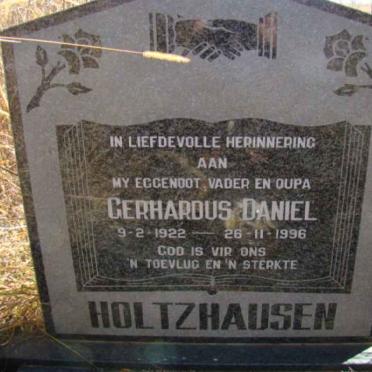 IN LIEFDEVOLLE HERINNERING
AAN
MY EGGENOOT, VADER EN OUPA
GERHARDUS DANIEL
9-2-1922 — 26-11-1996
GOD IS VIR ONS
'N TOEVLUG EN 'N STERKTE
HOLTZHAUSEN